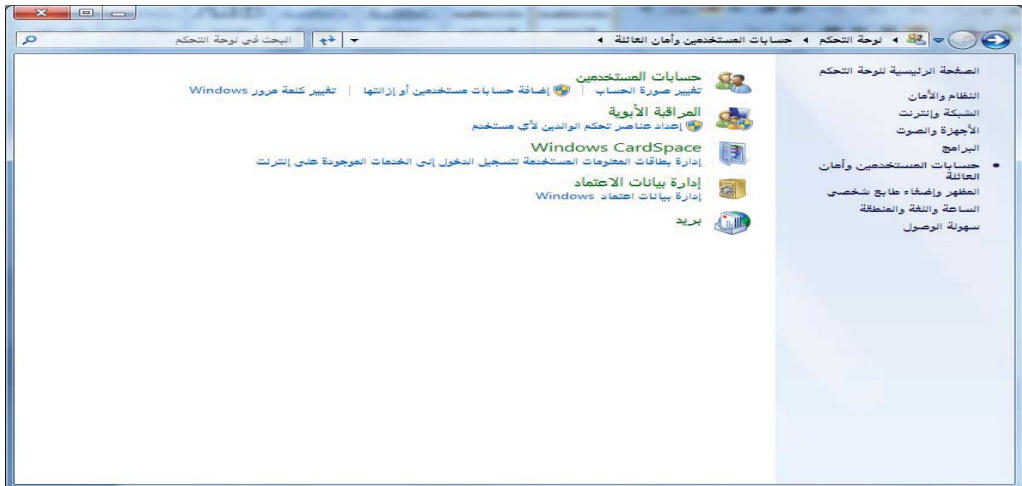 لوحة التحكم
حسابات المستخدمين وأمان العائلة
البحث في لوحة التحكم
الصفحة الرئيسية للوحة التحكم
النظام والأمان
الشبكة وإنترنت
الأجهزة والصوت
البرامج
حسابات المستخدمين وأمان
العائلة
المظهر وإضفاء طابع شخصي
الساعة واللغة والمنطقة
سهولة الوصول
حسابات المستخدمين
تغيير صورة الحساب | إضافة حسابات مستخدمين أو إزالتها | تغيير كلمة مرور Windows
المراقبة الأبوية
إعداد عناصر تحكم الوالدين لأي مستخدم
Windows CardSpace
إدارة بطاقات المعلومات المستخدمة لتسجيل الدخول إلى الخدمات الموجودة على إنترنت
إدارة بيانات الاعتماد
إدارة بيانات اعتماد Windows
بريد